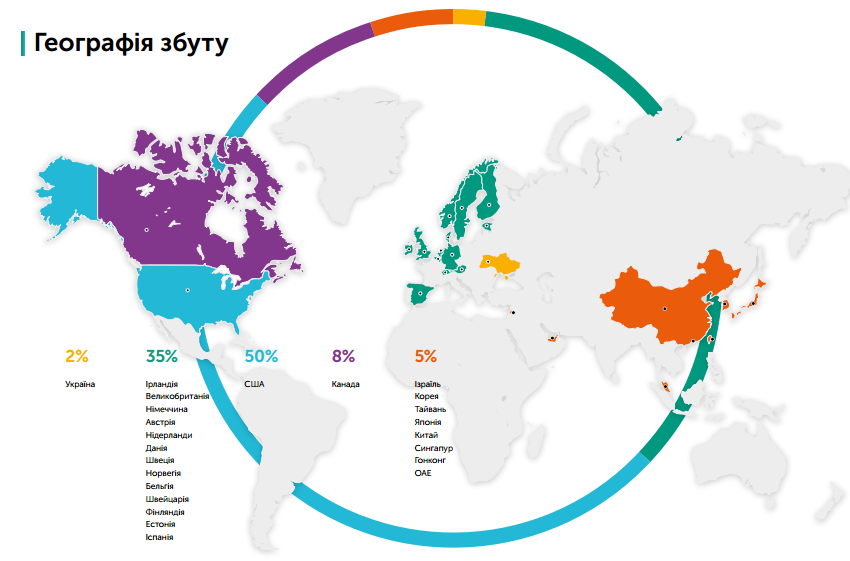 Географія збуту
2%
Україна
35%
Ірландія
Великобританія
Німеччина
Австрія
Нідерланди
Данія
Швеція
Норвегія
Бельгія
Швейцарія
Фінляндія
Естонія
Іспанія
50%
США
8%
Канада
5%
Ізраїль
Корея
Тайвань
Японія
Китай
Сингапур
Гонконг
ОАЕ